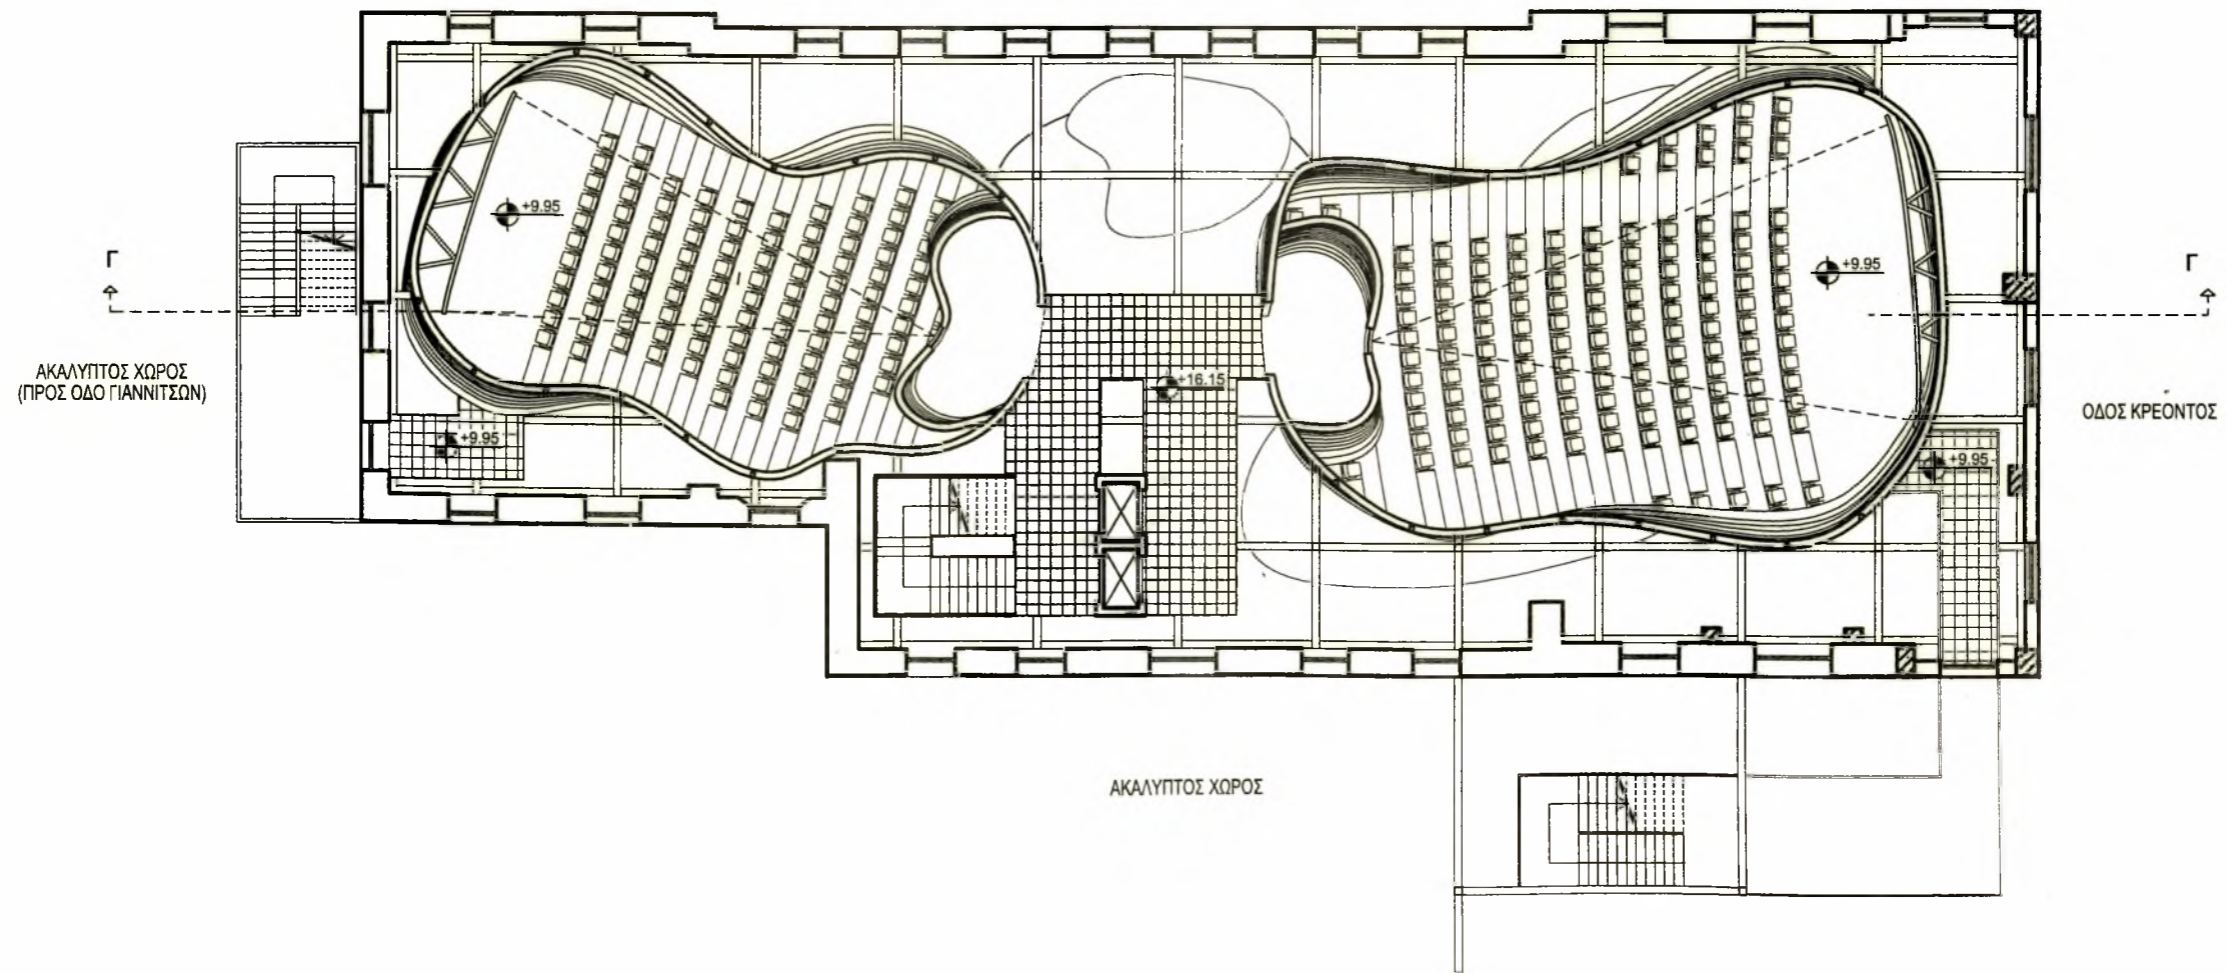 +9.95
Γ
Γ
+9.95
ΑΚΑΛΥΠΤΟΣ ΧΩΡΟΣ
(ΠΡΟΣ ΟΔΟ ΓΙΑΝΝΙΤΣΩΝ)
+16.15
ΟΔΟΣ ΚΡΕΟΝΤΟΣ
+9.95
+9.95
ΑΚΑΛΥΠΤΟΣ ΧΩΡΟΣ